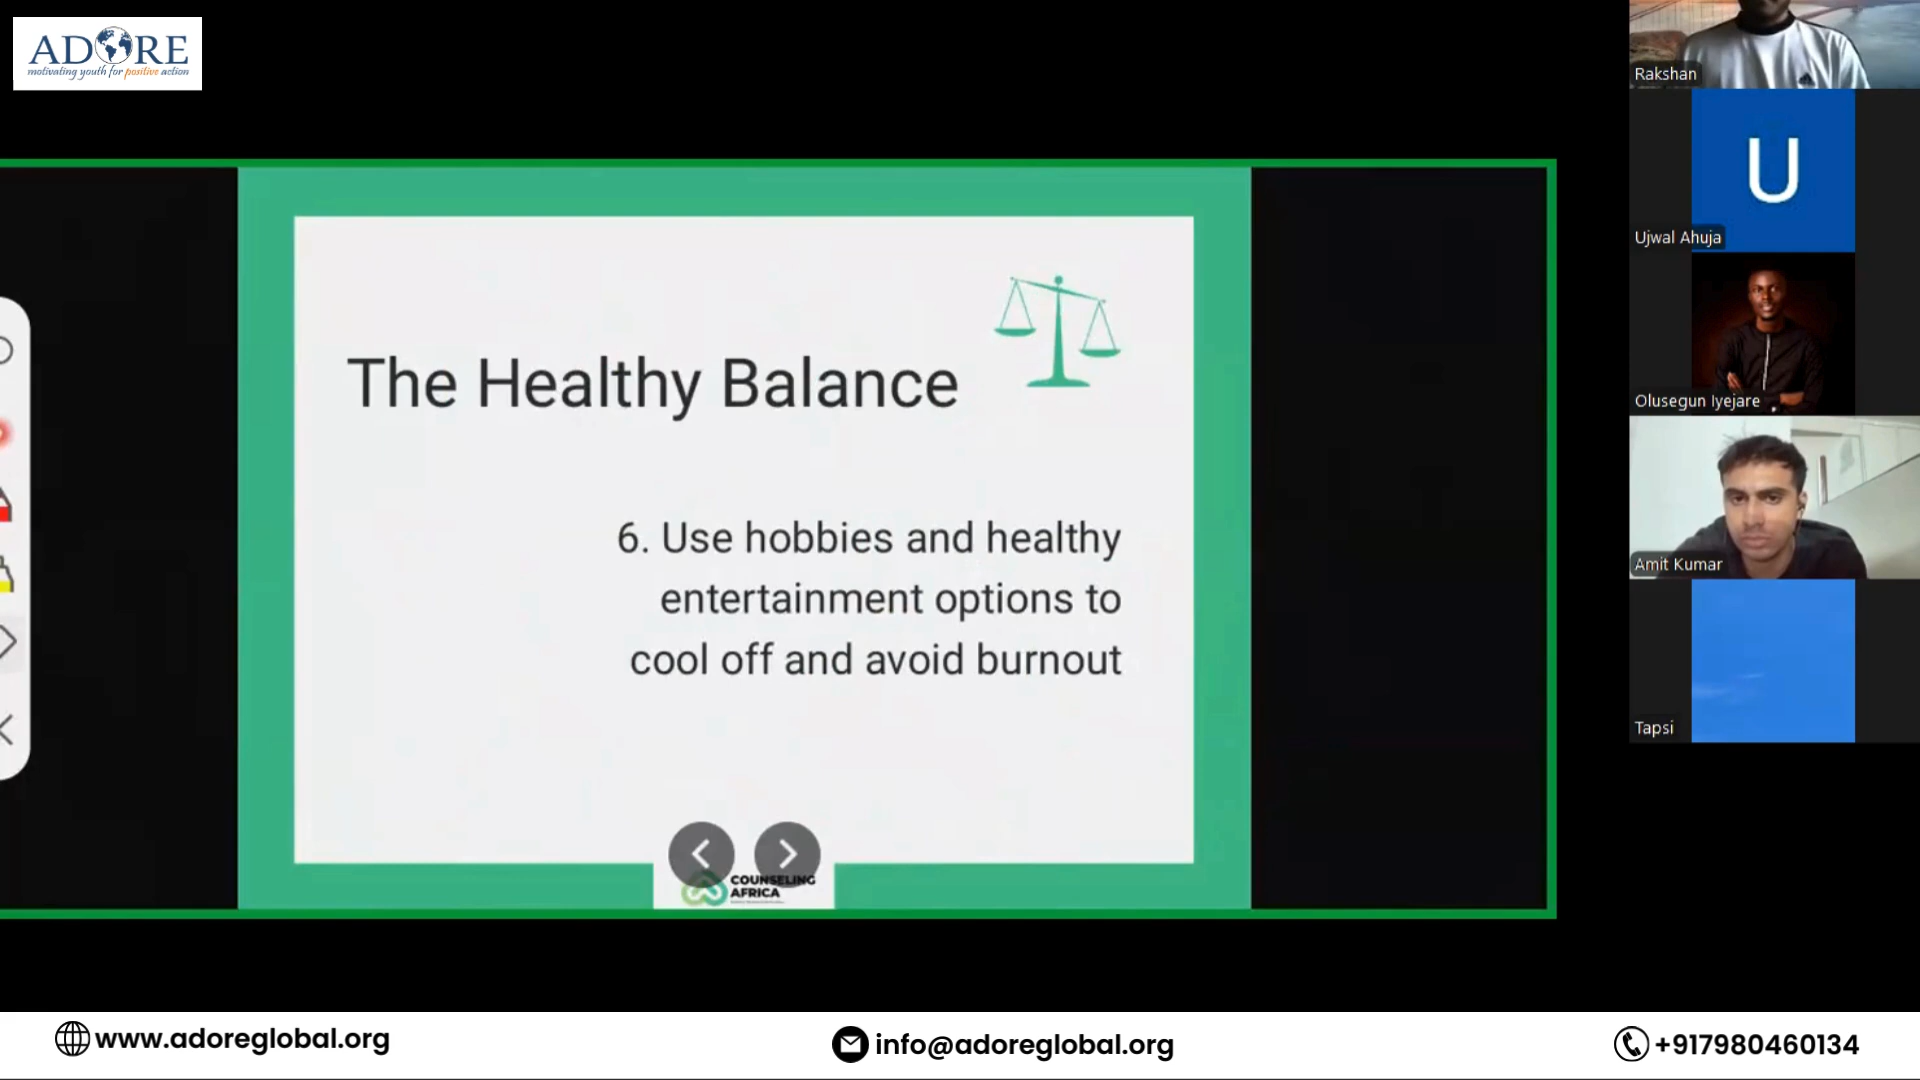 ADORE
motivating youth for positive action
Rakshan
U
Ujwal Ahuja
Olusegun Iyejare
Amit Kumar
Tapsi
The Healthy Balance
6. Use hobbies and healthy
entertainment options to
cool off and avoid burnout
COUNSELING
AFRICA
www.adoreglobal.org
info@adoreglobal.org
+917980460134